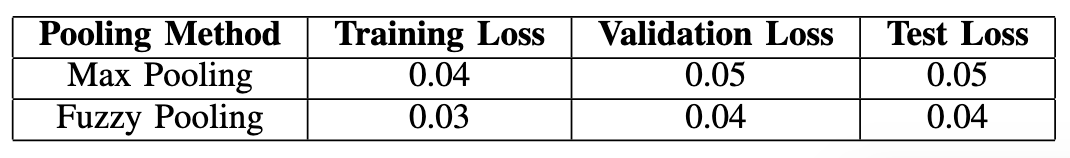 Pooling Method Training Loss Validation Loss Test Loss
Max Pooling 0.04 0.05 0.05
Fuzzy Pooling 0.03 0.04 0.04